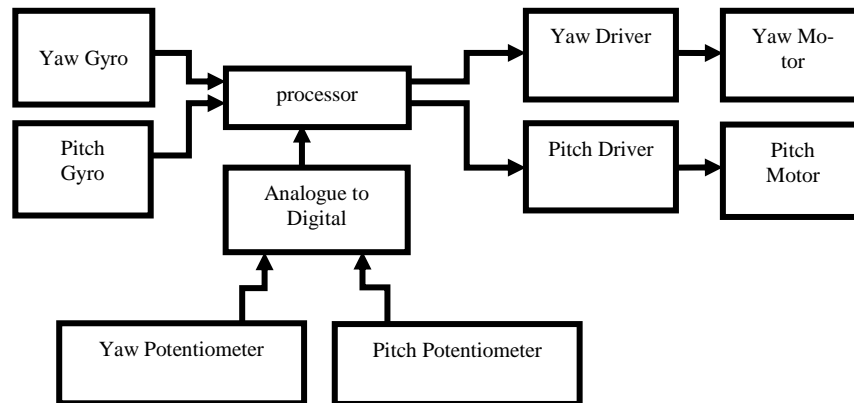 Yaw Gyro
Pitch
Gyro
processor
Analogue to
Digital
Yaw Potentiometer
Pitch Potentiometer
Yaw Driver
Pitch Driver
Yaw Mo-
tor
Pitch
Motor